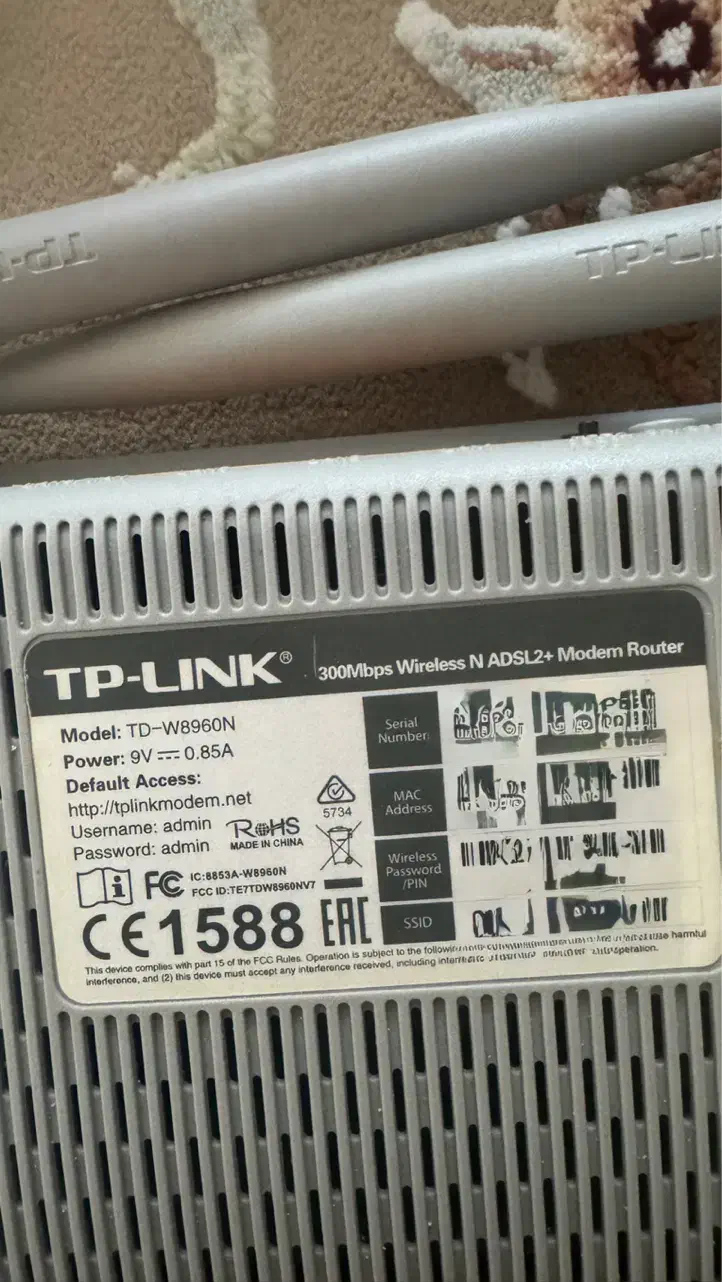 TP-LINK
TP-LINK® 300Mbps Wireless N ADSL2+ Modem Router
Model: TD-W8960N
Power: 9V ⎓ 0.85A
Default Access:
http://tplinkmodem.net
Username: admin
Password: admin
RoHS
MADE IN CHINA
5734
FC IC:8853A-W8960N
FCC ID:TE7TDW8960NV7
CE1588 EAC
Serial Number:
MAC Address
Wireless Password /PIN
SSID
This device complies with part 15 of the FCC Rules. Operation is subject to the following harmful
interference, and (2) this device must accept any interference received, including operation.